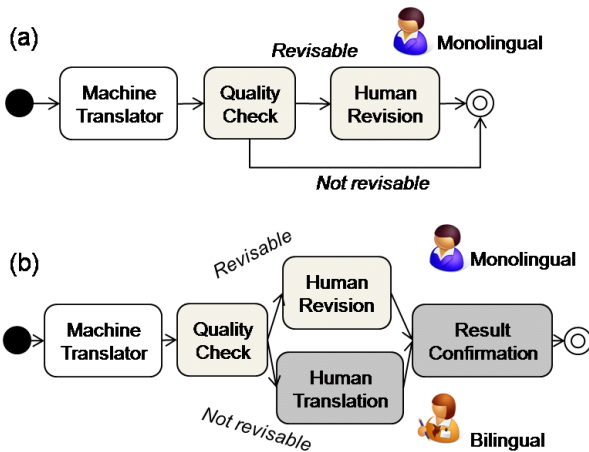 (a)
Monolingual
Revisable
Machine
Translator
Quality
Check
Human
Revision
Not revisable
(b)
Monolingual
Revisable
Human
Revision
Machine
Translator
Quality
Check
Result
Confirmation
Human
Translation
Not revisable
Bilingual